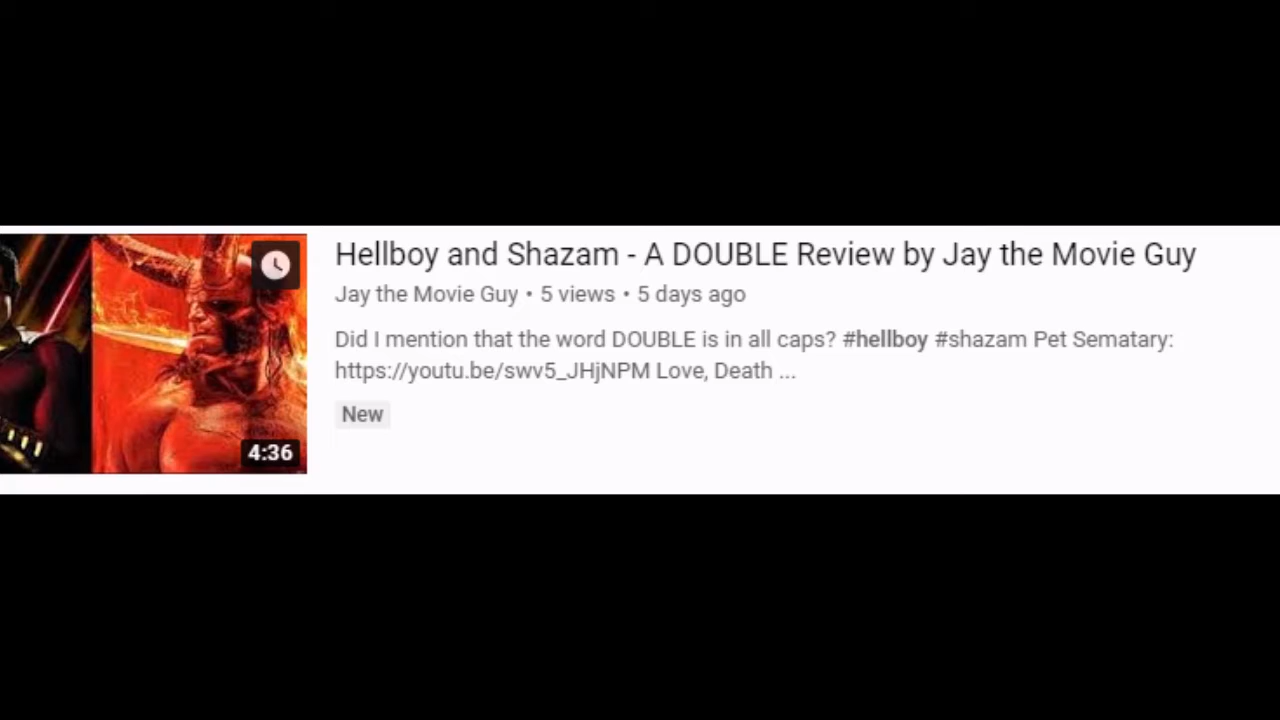 Hellboy and Shazam - A DOUBLE Review by Jay the Movie Guy
Jay the Movie Guy • 5 views • 5 days ago
Did I mention that the word DOUBLE is in all caps? #hellboy #shazam Pet Sematary:
https://youtu.be/swv5_JHjNPM Love, Death ...
New
4:36